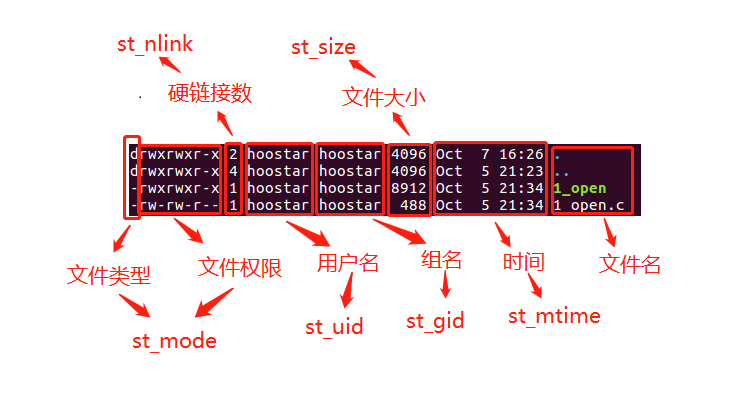 st_nlink
st_size
硬链接数
文件大小
drwxrwxr-x 2 hoostar hoostar 4096 Oct  7 16:26 .
drwxrwxr-x 4 hoostar hoostar 4096 Oct  5 21:23 ..
-rwxrwxr-x 1 hoostar hoostar 8912 Oct  5 21:34 1_open
-rw-rw-r-- 1 hoostar hoostar  488 Oct  5 21:34 1_open.c
文件类型
文件权限
用户名
组名
时间
文件名
st_mode
st_uid
st_gid
st_mtime